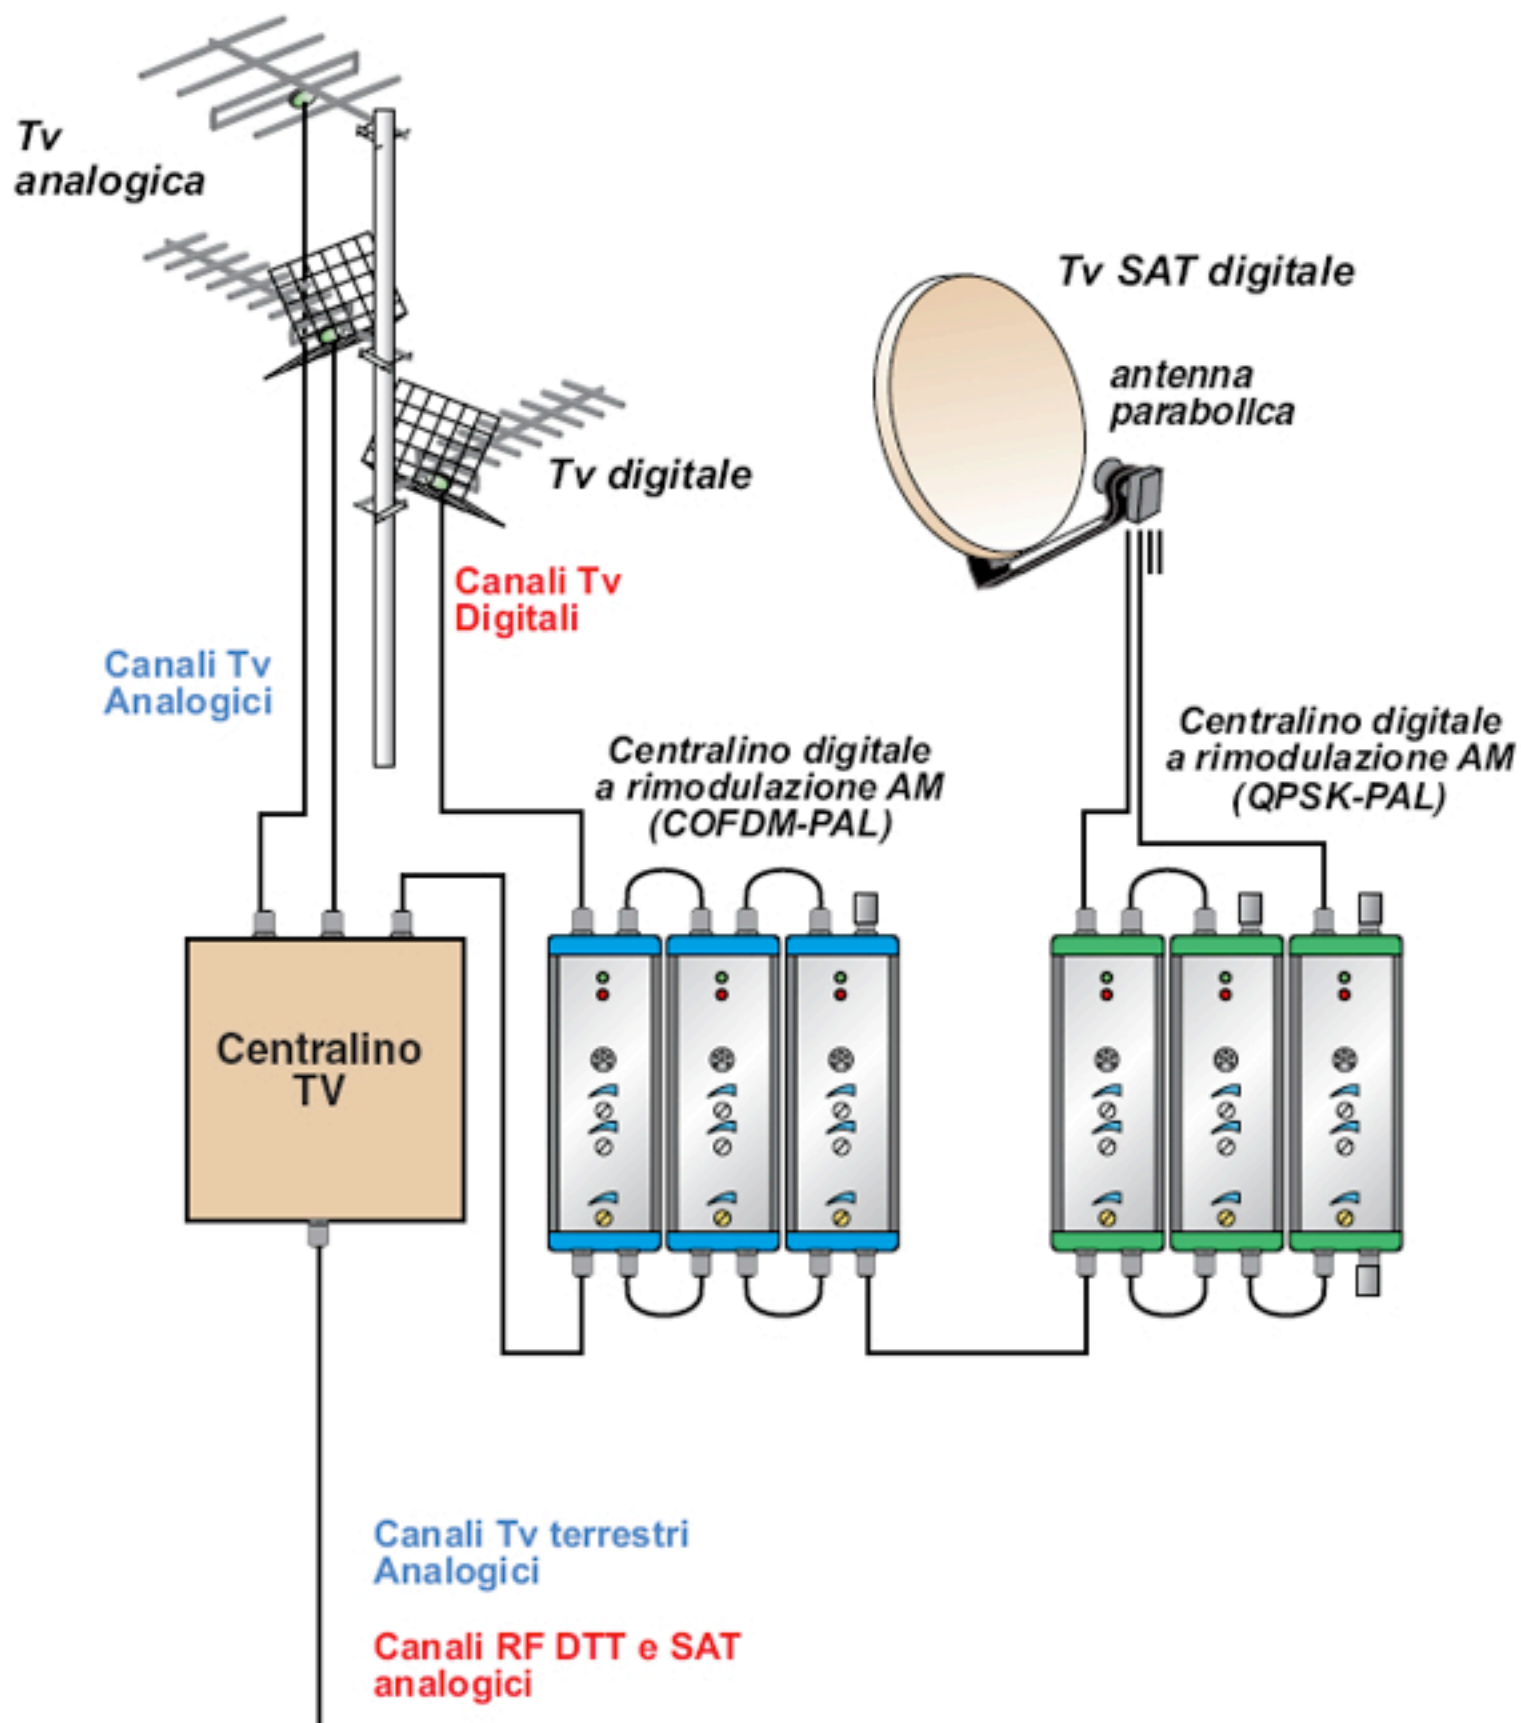 Tv
analogica
Tv SAT digitale
antenna
parabolica
Tv digitale
Canali Tv
Digitali
Canali Tv
Analogici
Centralino digitale
a rimodulazione AM
(COFDM-PAL)
Centralino digitale
a rimodulazione AM
(QPSK-PAL)
Centralino
TV
Canali Tv terrestri
Analogici
Canali RF DTT e SAT
analogici